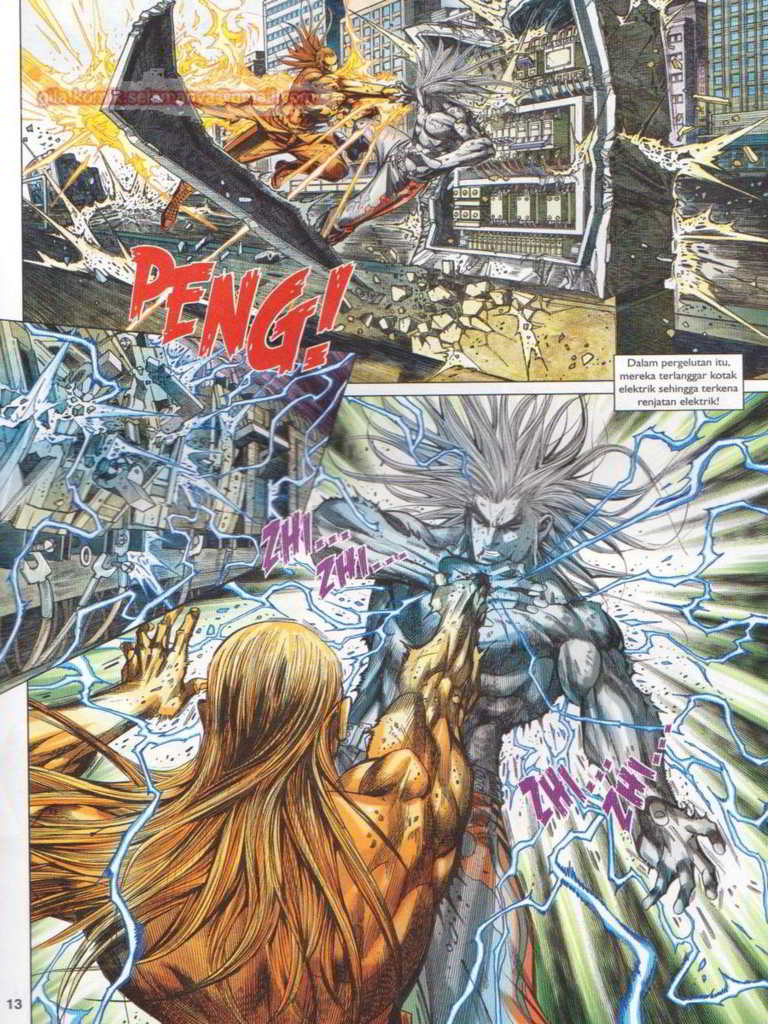 PENG!
Dalam pergelutan itu,
mereka terlanggar kotak
elektrik sehingga terkena
renjatan elektrik!
ZHI...
ZHI...
ZHI...
ZHI...
13